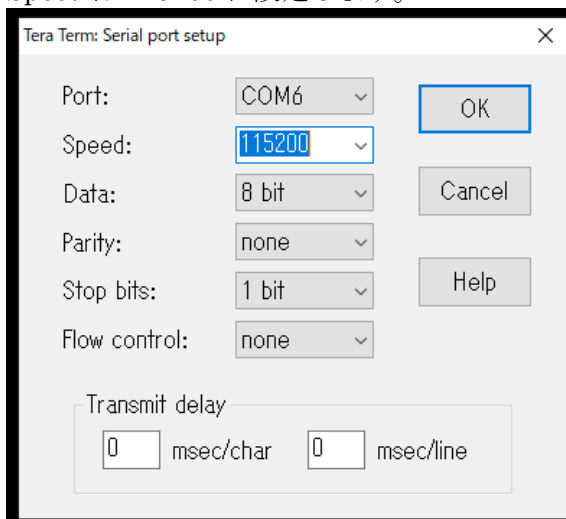 Tera Term: Serial port setup
Port: COM6
OK
Speed: 115200
Data: 8 bit
Cancel
Parity: none
Stop bits: 1 bit
Help
Flow control: none
Transmit delay
0 msec/char 0 msec/line